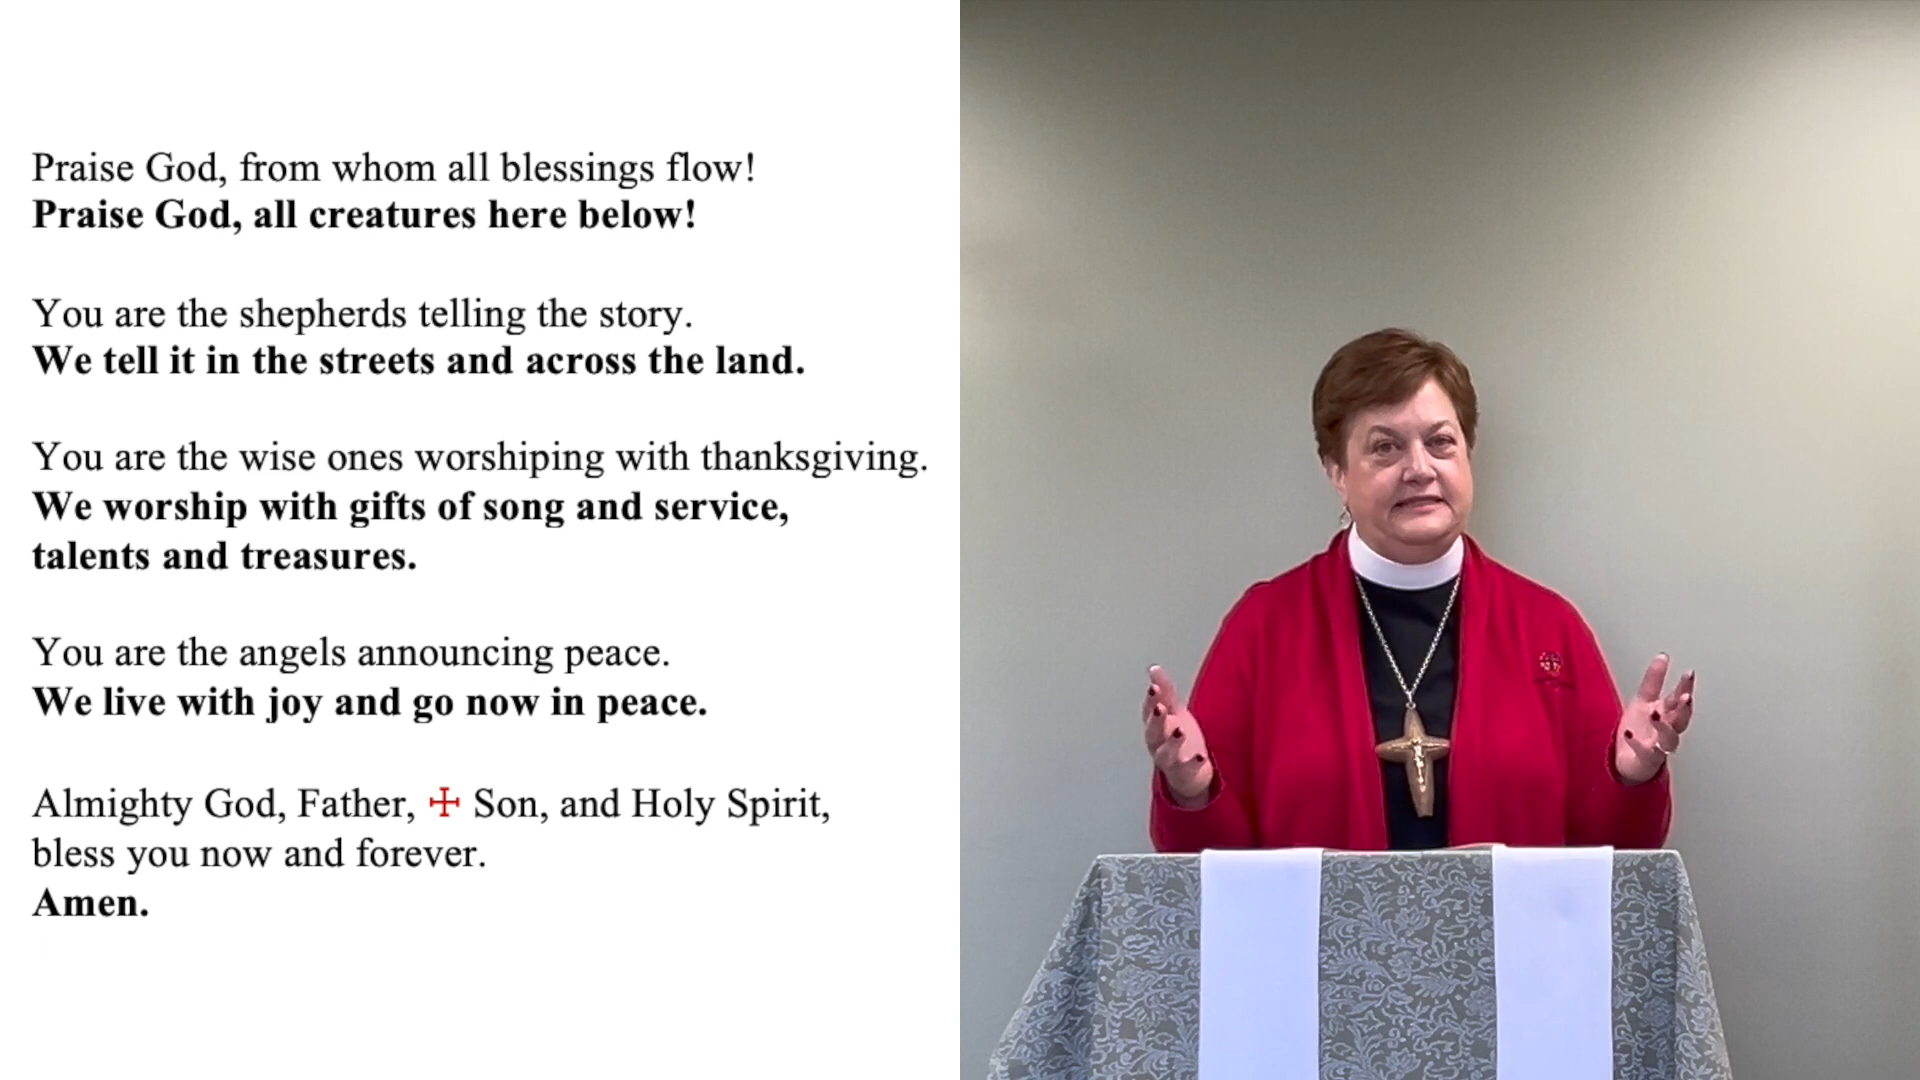 Praise God, from whom all blessings flow!
Praise God, all creatures here below!
You are the shepherds telling the story.
We tell it in the streets and across the land.
You are the wise ones worshiping with thanksgiving.
We worship with gifts of song and service,
talents and treasures.
You are the angels announcing peace.
We live with joy and go now in peace.
Almighty God, Father, ☩ Son, and Holy Spirit,
bless you now and forever.
Amen.